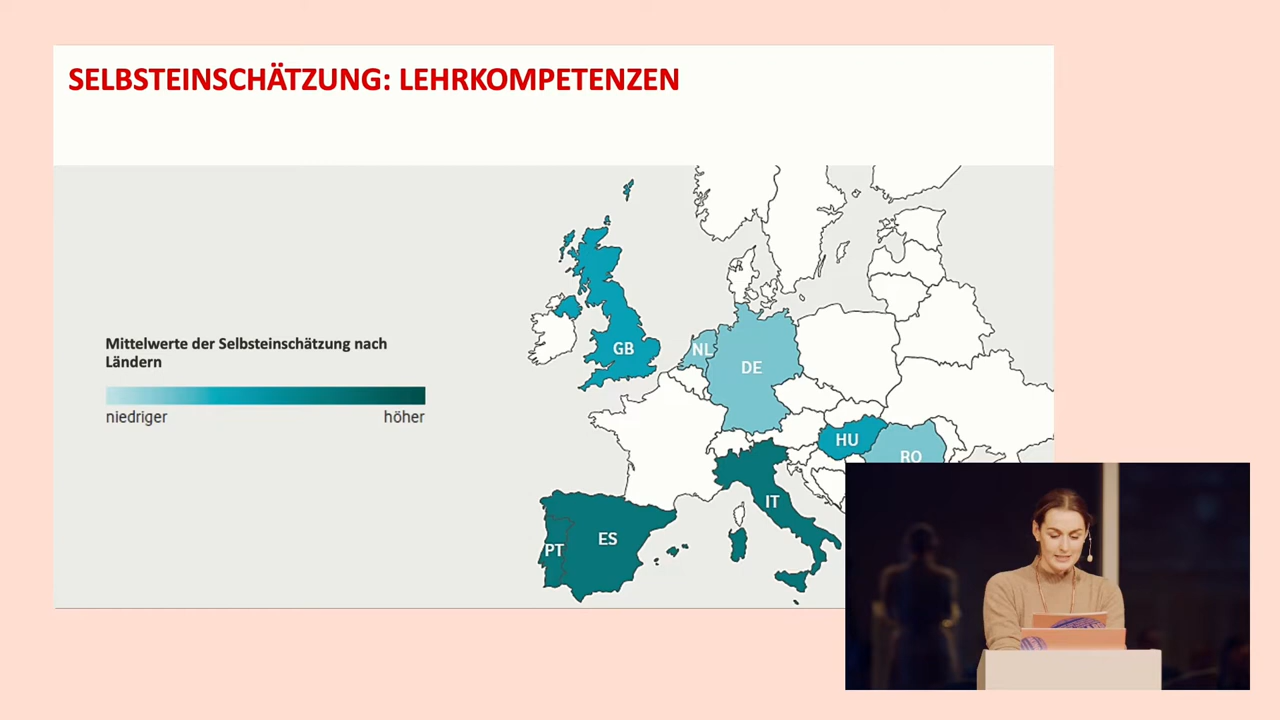 SELBSTEINSCHÄTZUNG: LEHRKOMPETENZEN
Mittelwerte der Selbsteinschätzung nach
Ländern
niedriger höher
GB
NL
DE
HU
RO
IT
ES
PT